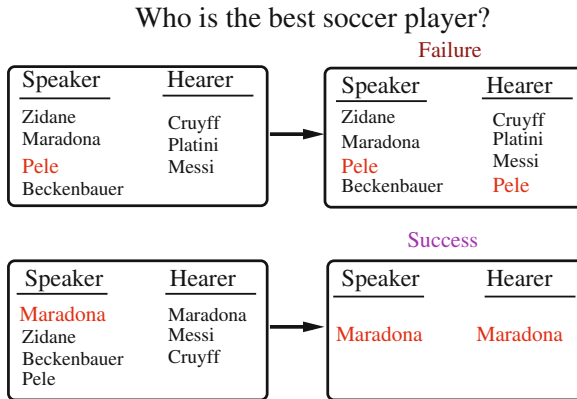 Who is the best soccer player?
Failure
Speaker Hearer
Zidane
Maradona
Pele
Beckenbauer
Cruyff
Platini
Messi
Speaker Hearer
Zidane
Maradona
Pele
Beckenbauer
Cruyff
Platini
Messi
Pele
Success
Speaker Hearer
Maradona
Zidane
Beckenbauer
Pele
Maradona
Messi
Cruyff
Speaker Hearer
Maradona Maradona